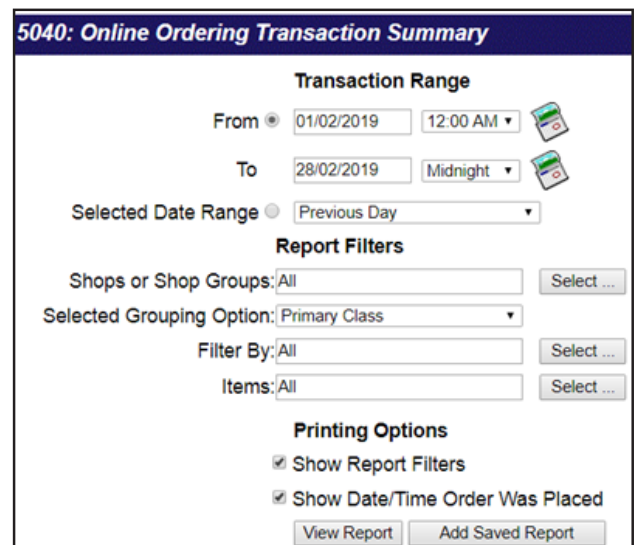 5040: Online Ordering Transaction Summary
Transaction Range
From 01/02/2019 12:00 AM
To 28/02/2019 Midnight
Selected Date Range Previous Day
Report Filters
Shops or Shop Groups: All Select ...
Selected Grouping Option: Primary Class
Filter By: All Select ...
Items: All Select ...
Printing Options
Show Report Filters
Show Date/Time Order Was Placed
View Report Add Saved Report